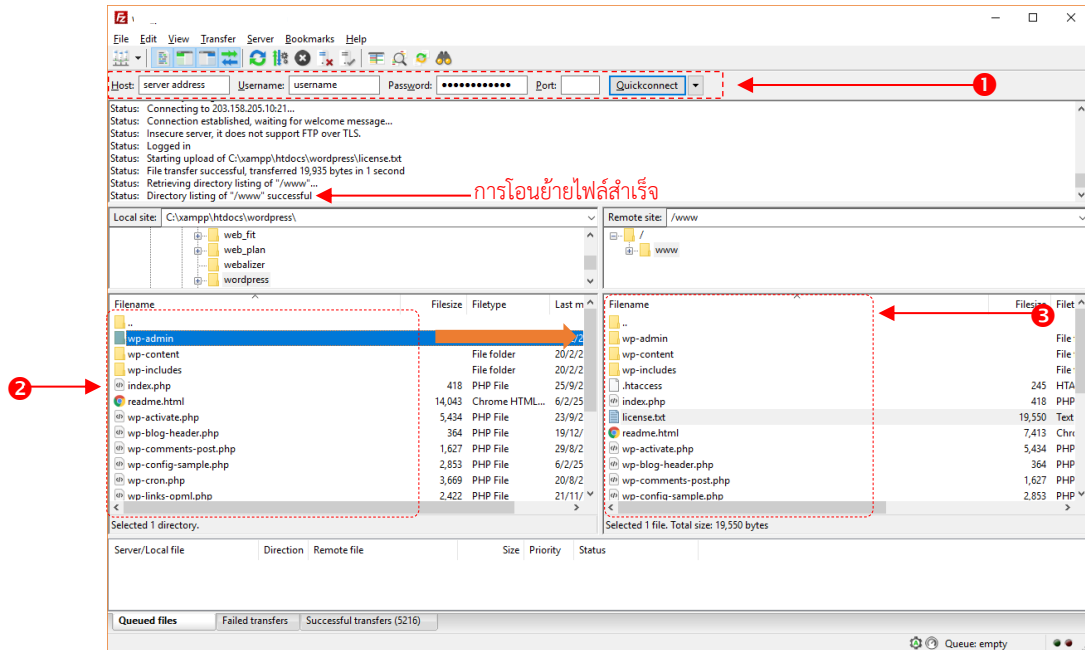 File Edit View Transfer Server Bookmarks Help
Host: server address Username: username Password: ●●●●●●●●●●●● Port: Quickconnect
1
Status: Connecting to 203.158.205.10:21...
Status: Connection established, waiting for welcome message...
Status: Insecure server, it does not support FTP over TLS.
Status: Logged in
Status: Starting upload of C:\xampp\htdocs\wordpress\license.txt
Status: File transfer successful, transferred 19,935 bytes in 1 second
Status: Retrieving directory listing of "/www"...
Status: Directory listing of "/www" successful
การโอนย้ายไฟล์สำเร็จ
Local site: C:\xampp\htdocs\wordpress\
web_fit
web_plan
webalizer
wordpress
Remote site: /www
/
www
Filename Filesize Filetype Last m
..
wp-admin
wp-content File folder 20/2/2
wp-includes File folder 20/2/2
index.php 418 PHP File 25/9/2
readme.html 14,043 Chrome HTML... 6/2/25
wp-activate.php 5,434 PHP File 23/9/2
wp-blog-header.php 364 PHP File 19/12/
wp-comments-post.php 1,627 PHP File 29/8/2
wp-config-sample.php 2,853 PHP File 6/2/25
wp-cron.php 3,669 PHP File 20/8/2
wp-links-opml.php 2,422 PHP File 21/11/
Selected 1 directory.
2
Filename Filesize Filet
3
..
wp-admin File
wp-content File
wp-includes File
.htaccess 245 HTA
index.php 418 PHP
license.txt 19,550 Text
readme.html 7,413 Chro
wp-activate.php 5,434 PHP
wp-blog-header.php 364 PHP
wp-comments-post.php 1,627 PHP
wp-config-sample.php 2,853 PHP
Selected 1 file. Total size: 19,550 bytes
Server/Local file Direction Remote file Size Priority Status
Queued files Failed transfers Successful transfers (5216)
Queue: empty